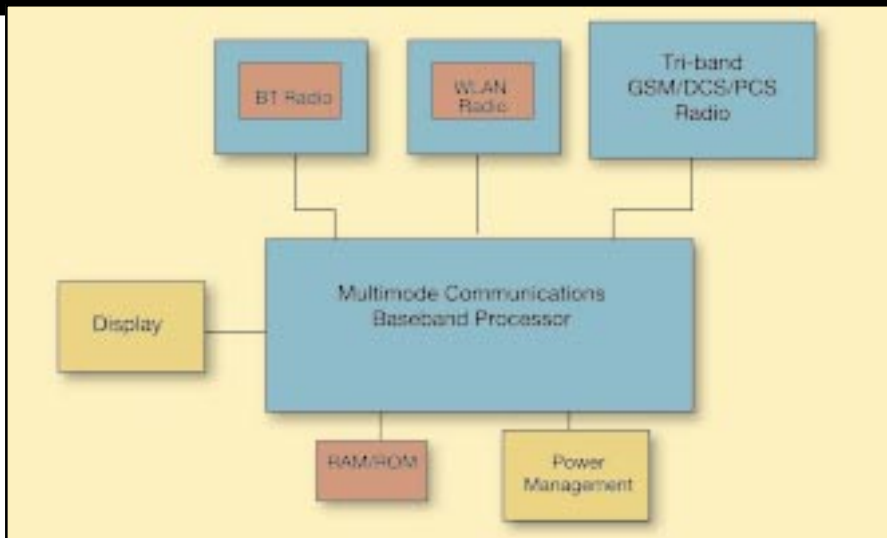 BT Radio
WLAN
Radio
Tri-band
GSM/DCS/PCS
Radio
Multimode Communications
Baseband Processor
Display
RAM/ROM
Power
Management